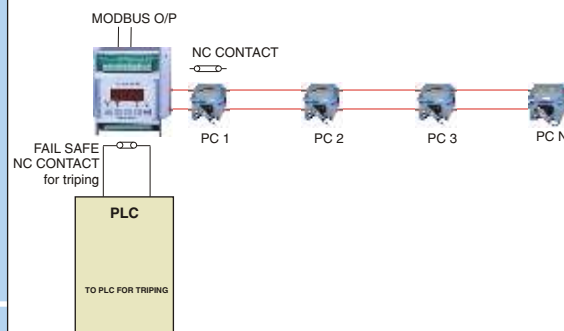 MODBUS O/P
NC CONTACT
PC 1
PC 2
PC 3
PC N
FAIL SAFE
NC CONTACT
for triping
PLC
TO PLC FOR TRIPING